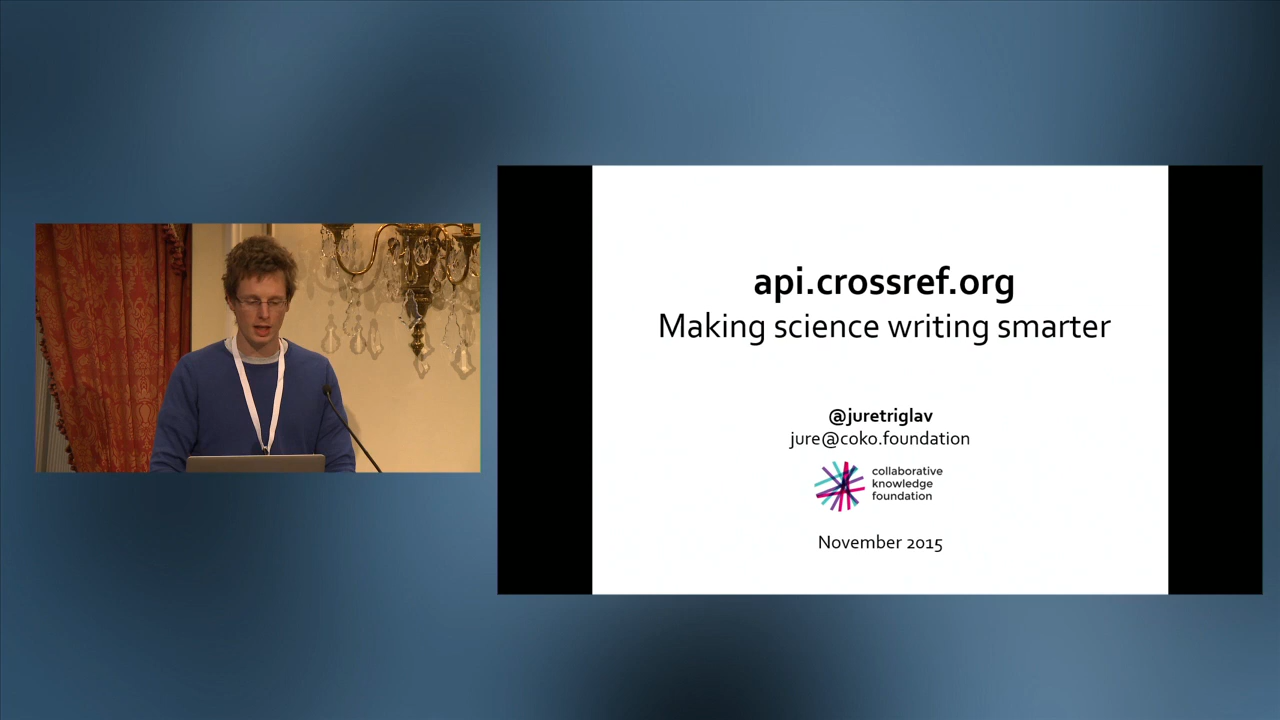 api.crossref.org
Making science writing smarter
@juretriglav
jure@coko.foundation
collaborative
knowledge
foundation
November 2015